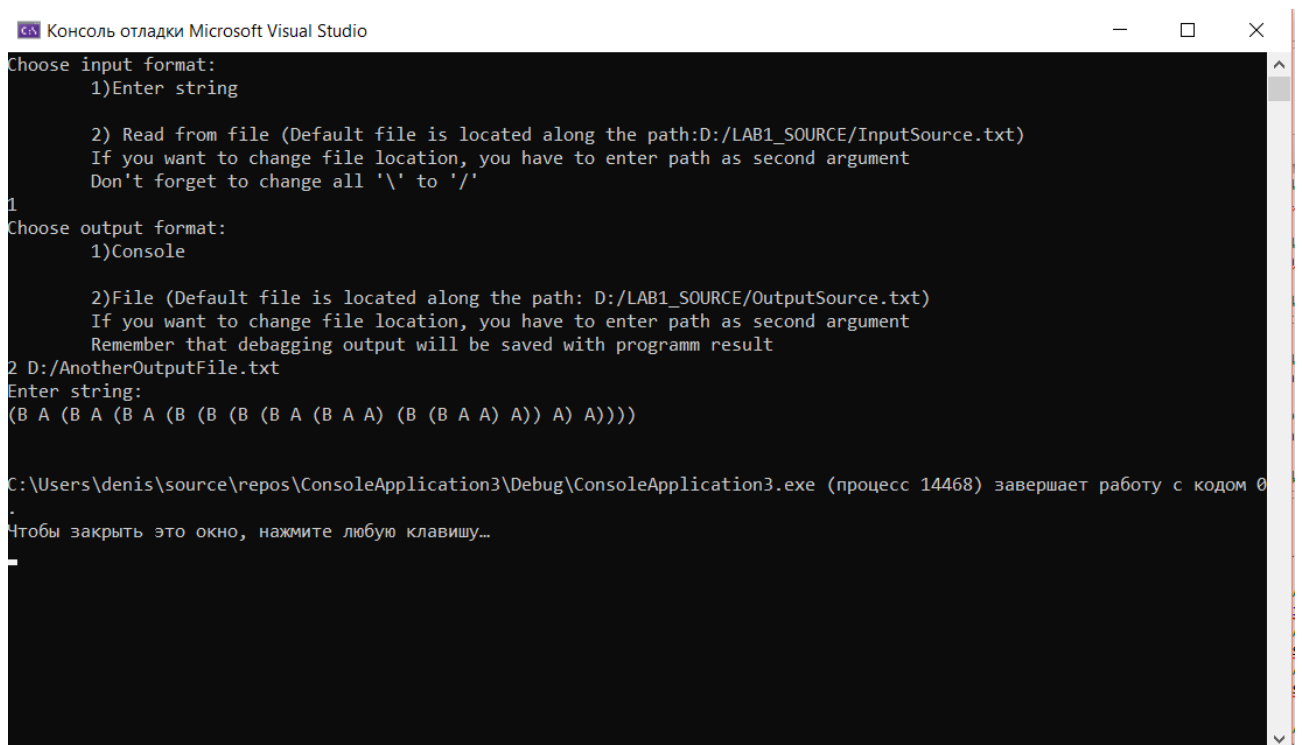 Консоль отладки Microsoft Visual Studio
Choose input format:
1)Enter string
2) Read from file (Default file is located along the path:D:/LAB1_SOURCE/InputSource.txt)
If you want to change file location, you have to enter path as second argument
Don't forget to change all '\' to '/'
1
Choose output format:
1)Console
2)File (Default file is located along the path: D:/LAB1_SOURCE/OutputSource.txt)
If you want to change file location, you have to enter path as second argument
Remember that debagging output will be saved with programm result
2 D:/AnotherOutputFile.txt
Enter string:
(B A (B A (B A (B (B (B (B A (B A A) (B (B A A) A)) A) A))))
C:\Users\denis\source\repos\ConsoleApplication3\Debug\ConsoleApplication3.exe (процесс 14468) завершает работу с кодом 0
.
Чтобы закрыть это окно, нажмите любую клавишу…